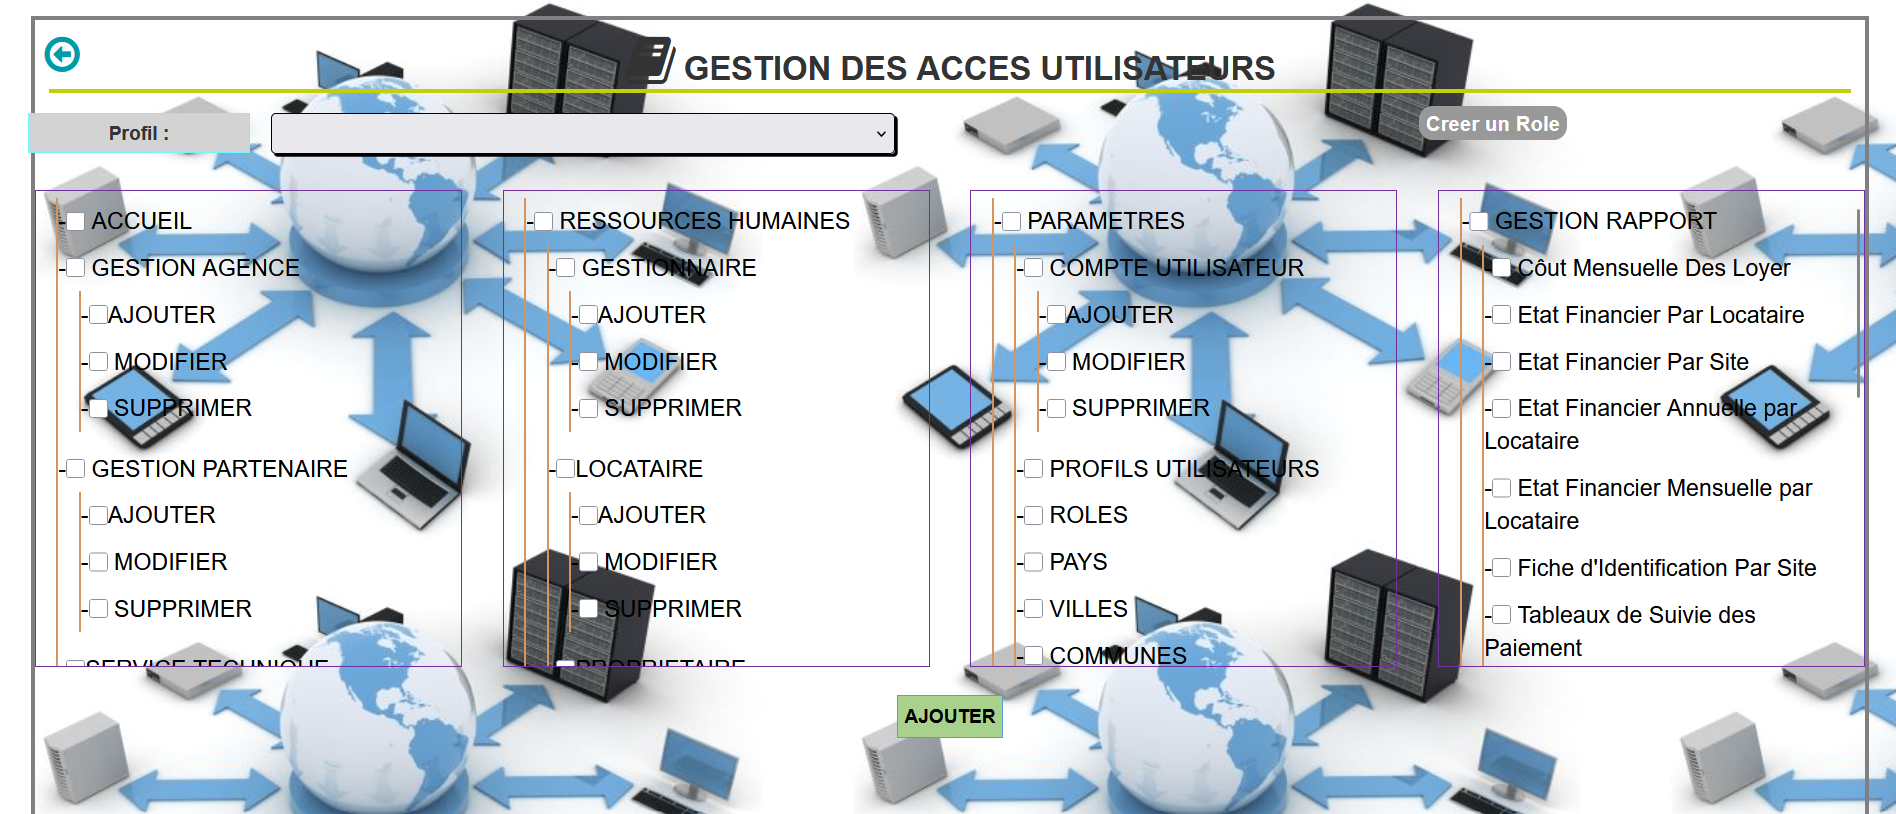 GESTION DES ACCES UTILISATEURS
Profil :
Creer un Role
-ACCUEIL
-GESTION AGENCE
-AJOUTER
-MODIFIER
-SUPPRIMER
-GESTION PARTENAIRE
-AJOUTER
-MODIFIER
-SUPPRIMER
SERVICE TECHNIQUE
-RESSOURCES HUMAINES
-GESTIONNAIRE
-AJOUTER
-MODIFIER
-SUPPRIMER
-LOCATAIRE
-AJOUTER
-MODIFIER
-SUPPRIMER
PROPRIETAIRE
-PARAMETRES
-COMPTE UTILISATEUR
-AJOUTER
-MODIFIER
-SUPPRIMER
-PROFILS UTILISATEURS
-ROLES
-PAYS
-VILLES
-COMMUNES
-GESTION RAPPORT
-Côut Mensuelle Des Loyer
-Etat Financier Par Locataire
-Etat Financier Par Site
-Etat Financier Annuelle par
Locataire
-Etat Financier Mensuelle par
Locataire
-Fiche d'Identification Par Site
-Tableaux de Suivie des
Paiement
AJOUTER